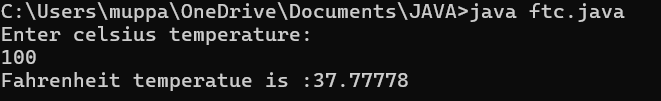 C:\Users\muppa\OneDrive\Documents\JAVA>java ftc.java
Enter celsius temperature:
100
Fahrenheit temperatue is :37.77778